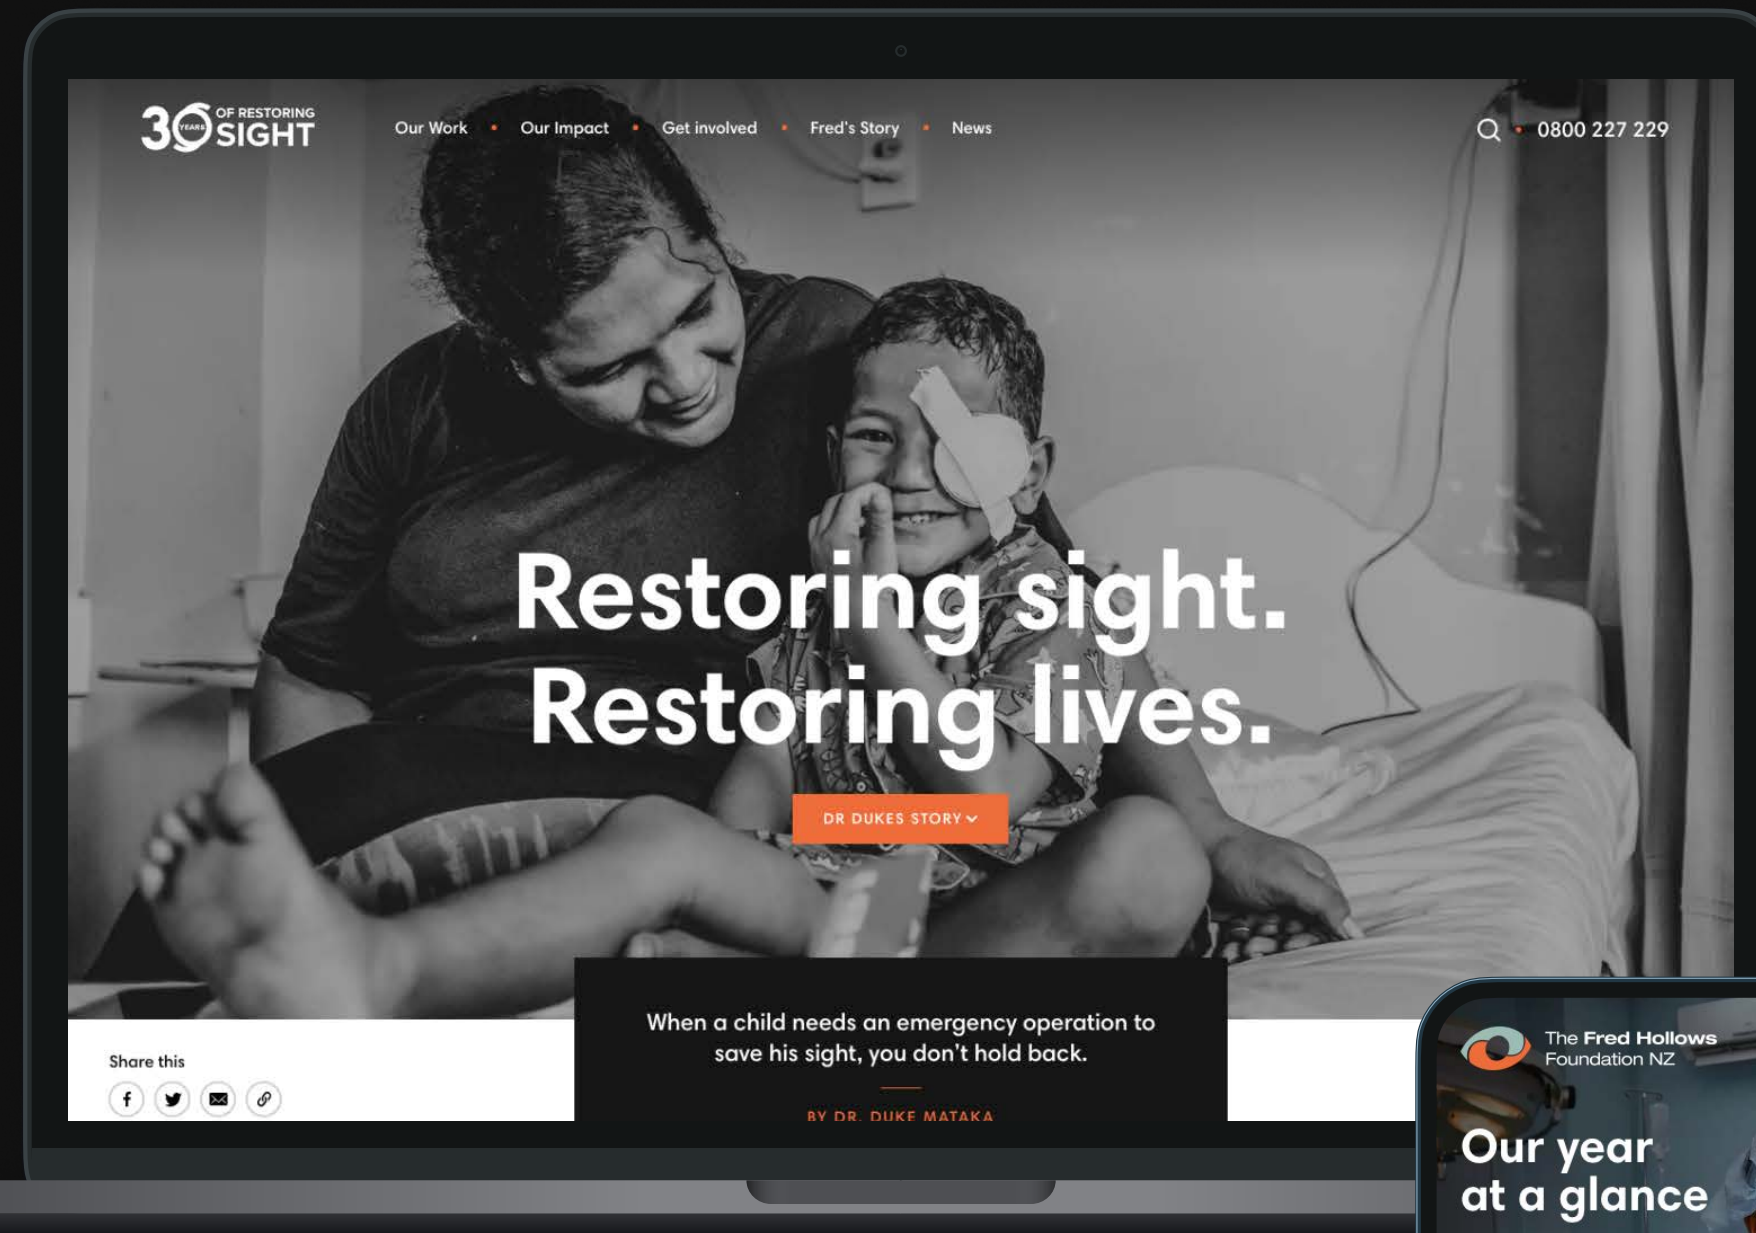 30 YEARS OF RESTORING
SIGHT
Our Work • Our Impact • Get involved • Fred's Story • News
0800 227 229
Restoring sight.
Restoring lives.
DR DUKES STORY
When a child needs an emergency operation to
save his sight, you don't hold back.
BY DR. DUKE MATAKA
Share this
The Fred Hollows
Foundation NZ
Our year
at a glance